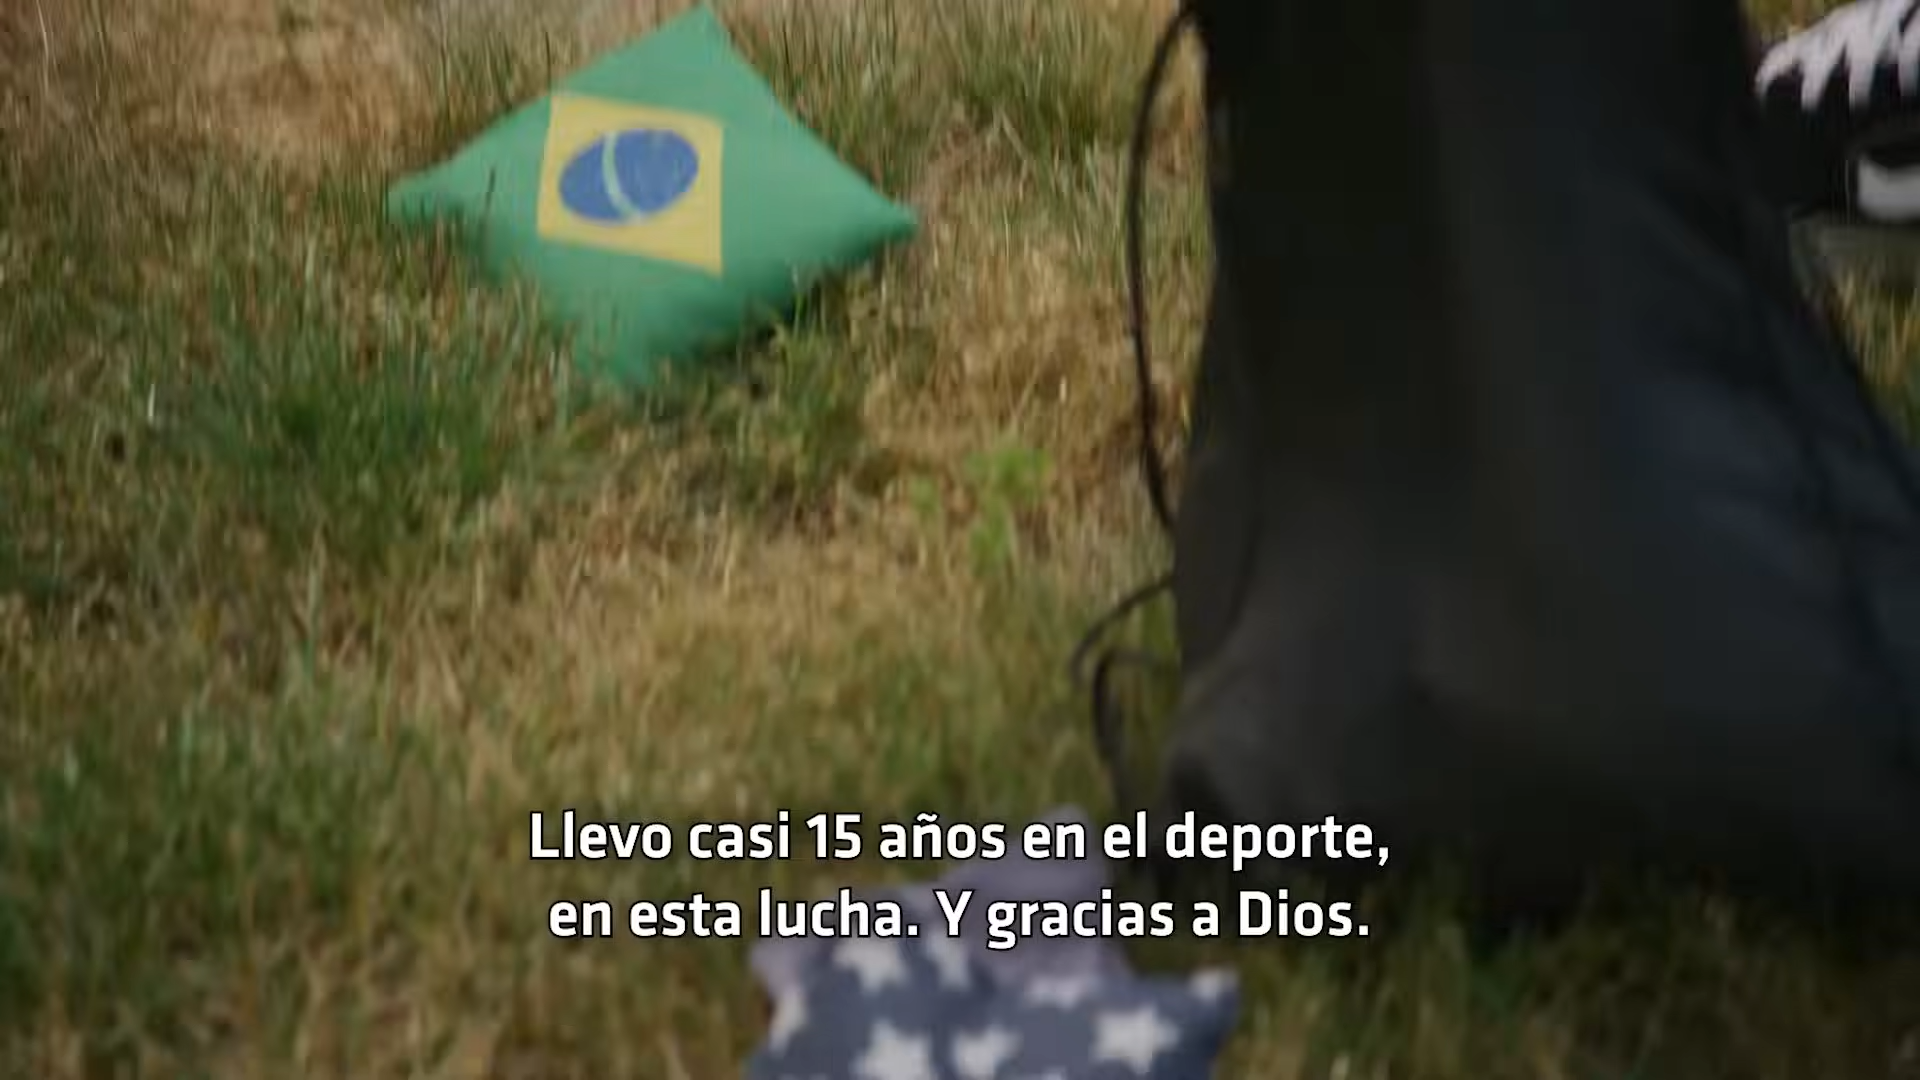 Llevo casi 15 años en el deporte,
en esta lucha. Y gracias a Dios.